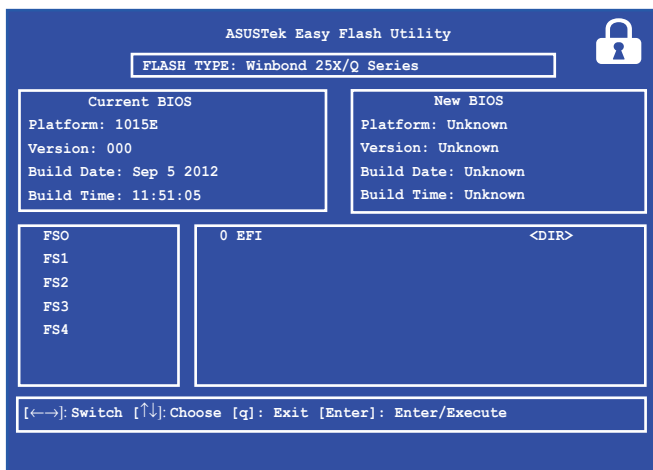 ASUSTek Easy Flash Utility
FLASH TYPE: Winbond 25X/Q Series
Current BIOS
Platform: 1015E
Version: 000
Build Date: Sep 5 2012
Build Time: 11:51:05
New BIOS
Platform: Unknown
Version: Unknown
Build Date: Unknown
Build Time: Unknown
FSO
FS1
FS2
FS3
FS4
0 EFI <DIR>
[←→]: Switch [↑↓]: Choose [q]: Exit [Enter]: Enter/Execute